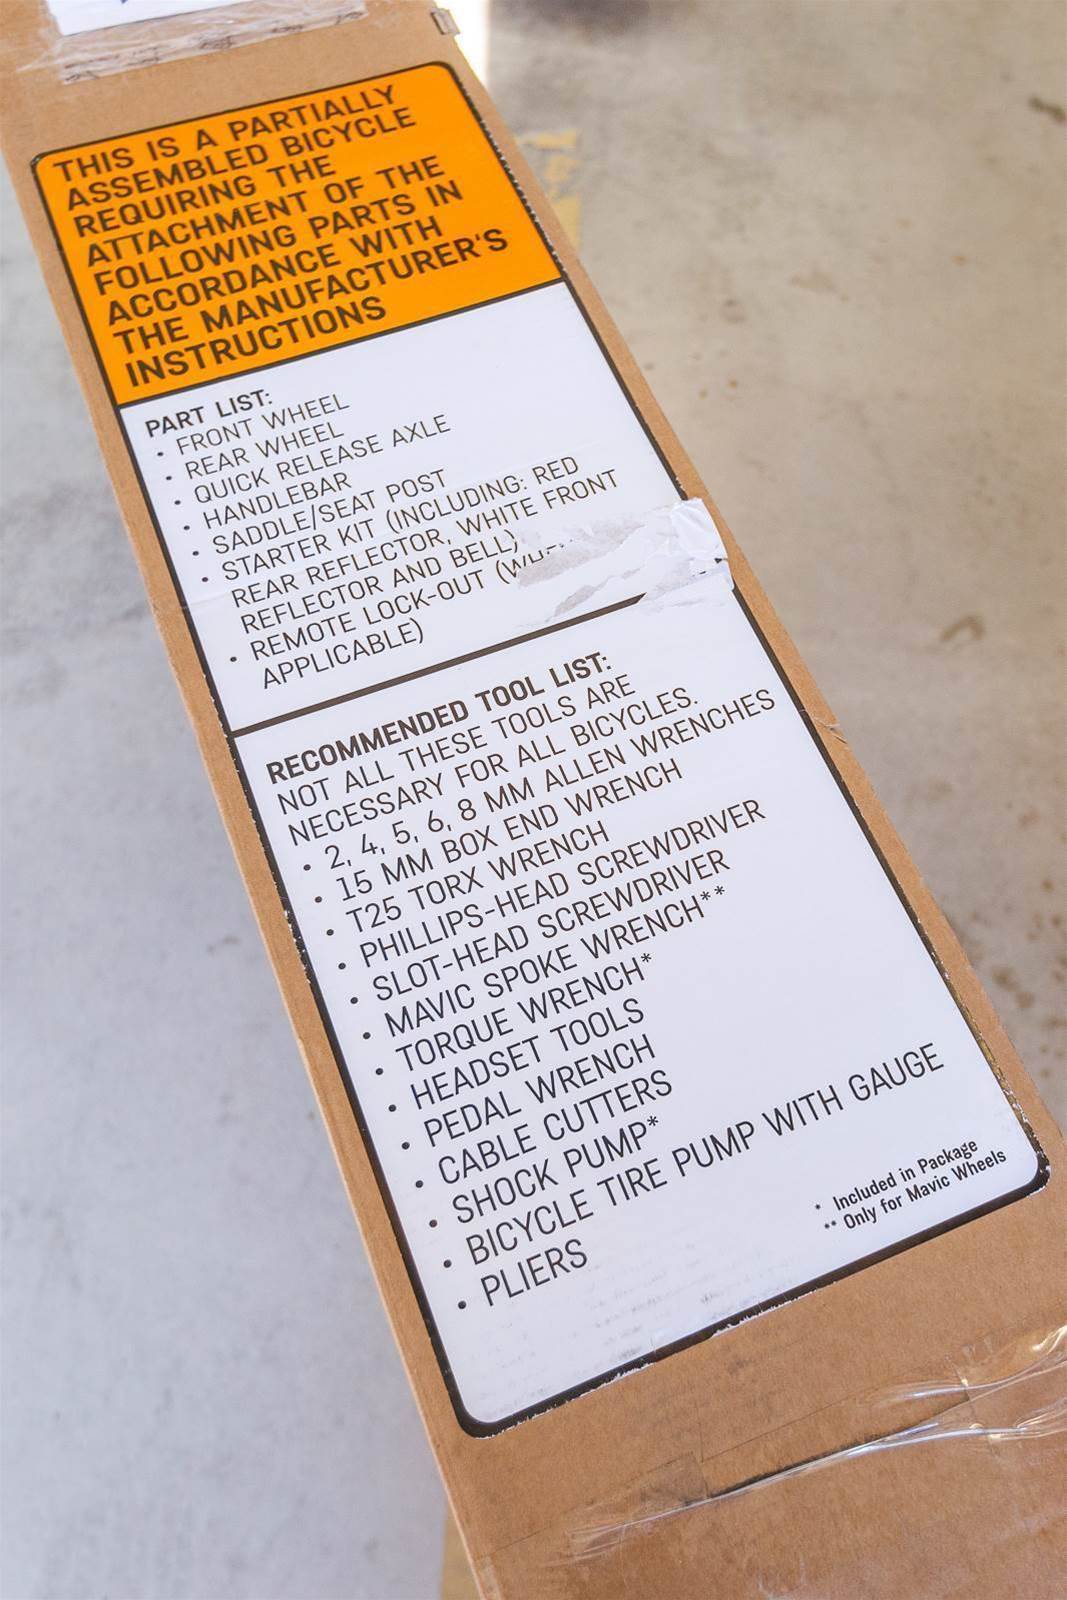 THIS IS A PARTIALLY
ASSEMBLED BICYCLE
REQUIRING THE
ATTACHMENT OF THE
FOLLOWING PARTS IN
ACCORDANCE WITH
THE MANUFACTURER'S
INSTRUCTIONS
PART LIST:
• FRONT WHEEL
• REAR WHEEL
• QUICK RELEASE AXLE
• HANDLEBAR
• SADDLE/SEAT POST
• STARTER KIT (INCLUDING: RED
REAR REFLECTOR, WHITE FRONT
REFLECTOR AND BELL)
• REMOTE LOCK-OUT
APPLICABLE)
RECOMMENDED TOOL LIST:
NOT ALL THESE TOOLS ARE
NECESSARY FOR ALL BICYCLES.
• 2, 4, 5, 6, 8 MM ALLEN WRENCHES
• 15 MM BOX END WRENCH
• T25 TORX WRENCH
• PHILLIPS-HEAD SCREWDRIVER
• SLOT-HEAD SCREWDRIVER
• MAVIC SPOKE WRENCH**
• TORQUE WRENCH*
• HEADSET TOOLS
• PEDAL WRENCH
• CABLE CUTTERS
• SHOCK PUMP*
• BICYCLE TIRE PUMP WITH GAUGE
• PLIERS
* Included in Package
** Only for Mavic Wheels